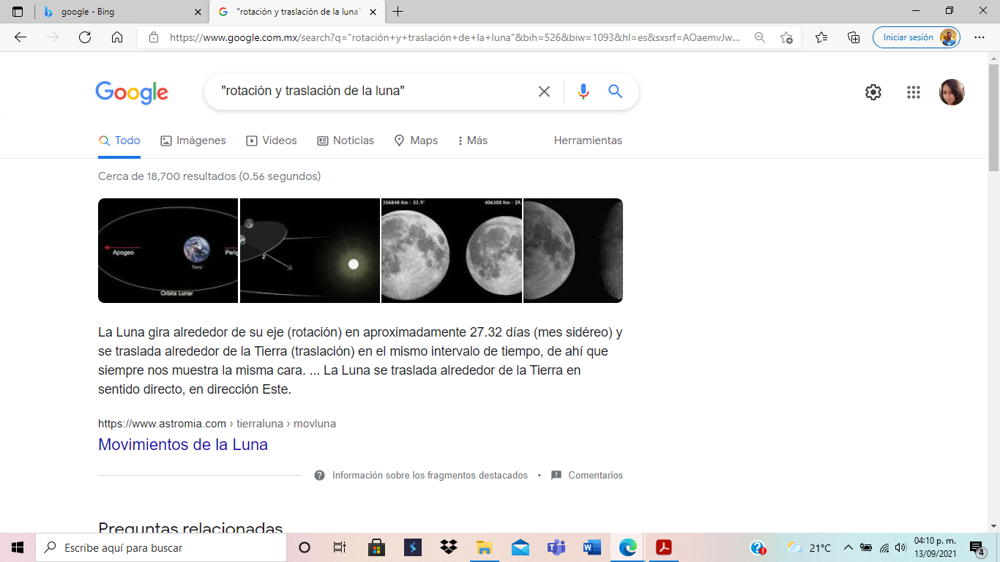 google - Bing
"rotación y traslación de la luna"
https://www.google.com.mx/search?q="rotación+y+traslación+de+la+luna"&bih=526&biw=1093&hl=es&sxsrf=AOaemvJw...
Iniciar sesión
Google
"rotación y traslación de la luna"
Todo
Imágenes
Vídeos
Noticias
Maps
Más
Herramientas
Cerca de 18,700 resultados (0.56 segundos)
Apogeo
Tierra
Perig
Órbita Lunar
2
356848 Km - 33.9'
406300 Km - 29.
La Luna gira alrededor de su eje (rotación) en aproximadamente 27.32 días (mes sidéreo) y
se traslada alrededor de la Tierra (traslación) en el mismo intervalo de tiempo, de ahí que
siempre nos muestra la misma cara. ... La Luna se traslada alrededor de la Tierra en
sentido directo, en dirección Este.
https://www.astromia.com › tierraluna › movluna
Movimientos de la Luna
Información sobre los fragmentos destacados • Comentarios
Preguntas relacionadas
Escribe aquí para buscar
21°C
04:10 p. m.
13/09/2021
4